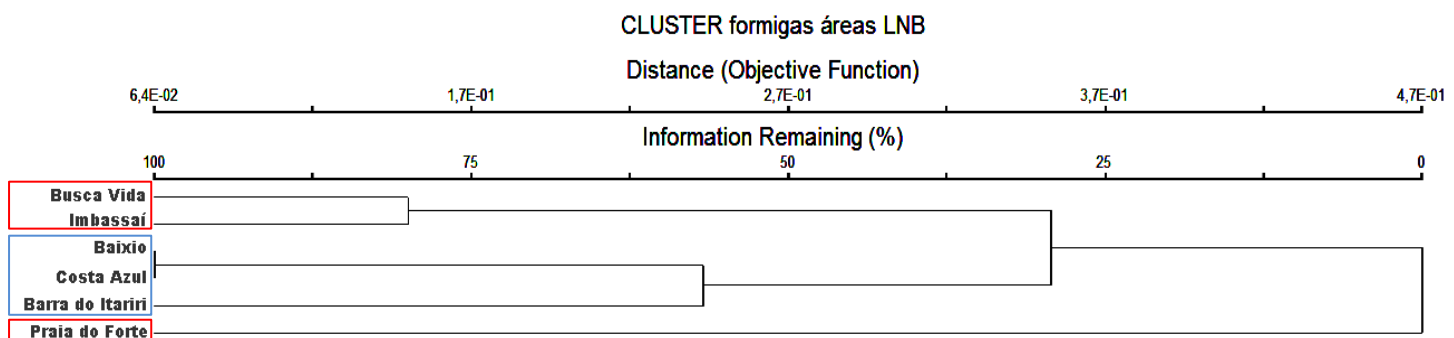 CLUSTER formigas áreas LNB
Distance (Objective Function)
6,4E-02 1,7E-01 2,7E-01 3,7E-01 4,7E-01
Information Remaining (%)
100 75 50 25 0
Busca Vida
Imbassaí
Baixio
Costa Azul
Barra do Itariri
Praia do Forte